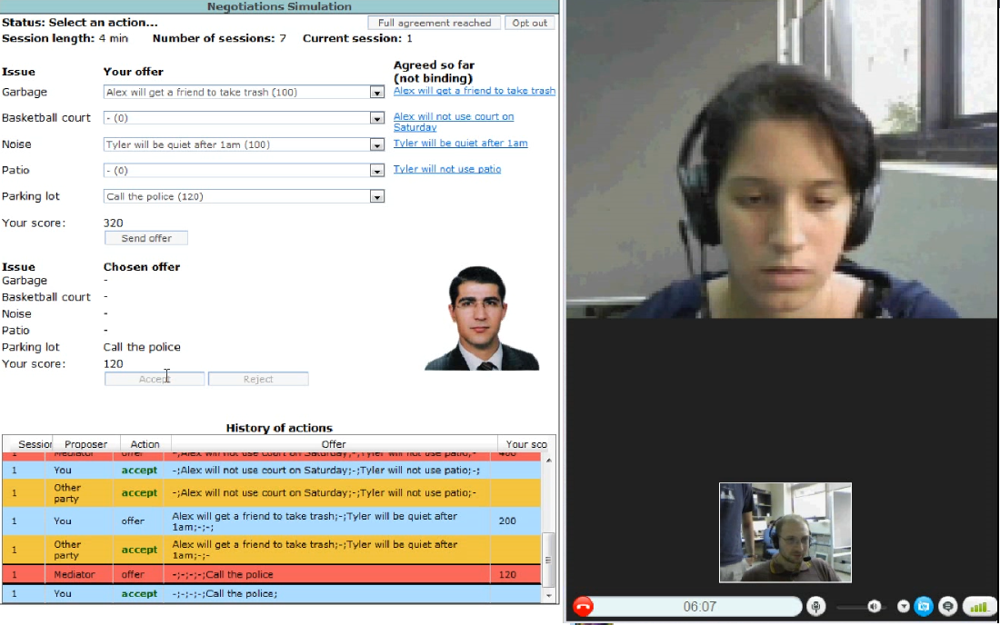 Negotiations Simulation
Status: Select an action...
Full agreement reached
Opt out
Session length: 4 min Number of sessions: 7 Current session: 1
Issue Your offer Agreed so far (not binding)
Garbage Alex will get a friend to take trash (100) Alex will get a friend to take trash
Basketball court - (0) Alex will not use court on Saturday
Noise Tyler will be quiet after 1am (100) Tyler will be quiet after 1am
Patio - (0) Tyler will not use patio
Parking lot Call the police (120)
Your score: 320
Send offer
Issue Chosen offer
Garbage -
Basketball court -
Noise -
Patio -
Parking lot Call the police
Your score: 120
Accept Reject
History of actions
Session Proposer Action Offer Your sco
1 Mediator offer -;Alex will not use court on Saturday;-;Tyler will not use patio;- 400
1 You accept -;Alex will not use court on Saturday;-;Tyler will not use patio;-;
1 Other party accept -;Alex will not use court on Saturday;-;Tyler will not use patio;-
1 You offer Alex will get a friend to take trash;-;Tyler will be quiet after 1am;-;-; 200
1 Other party accept Alex will get a friend to take trash;-;Tyler will be quiet after 1am;-;-
1 Mediator offer -;-;-;-;Call the police 120
1 You accept -;-;-;-;Call the police;
06:07